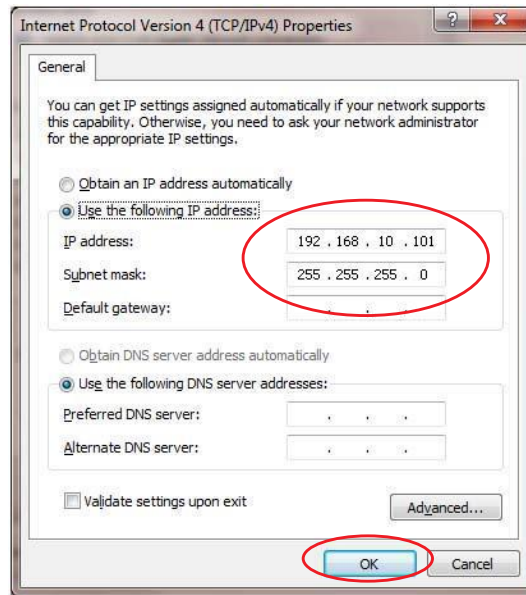 Internet Protocol Version 4 (TCP/IPv4) Properties
?
X
General
You can get IP settings assigned automatically if your network supports
this capability. Otherwise, you need to ask your network administrator
for the appropriate IP settings.
Obtain an IP address automatically
Use the following IP address:
IP address: 192 . 168 . 10 . 101
Subnet mask: 255 . 255 . 255 . 0
Default gateway: . . .
Obtain DNS server address automatically
Use the following DNS server addresses:
Preferred DNS server: . . .
Alternate DNS server: . . .
Validate settings upon exit
Advanced...
OK Cancel